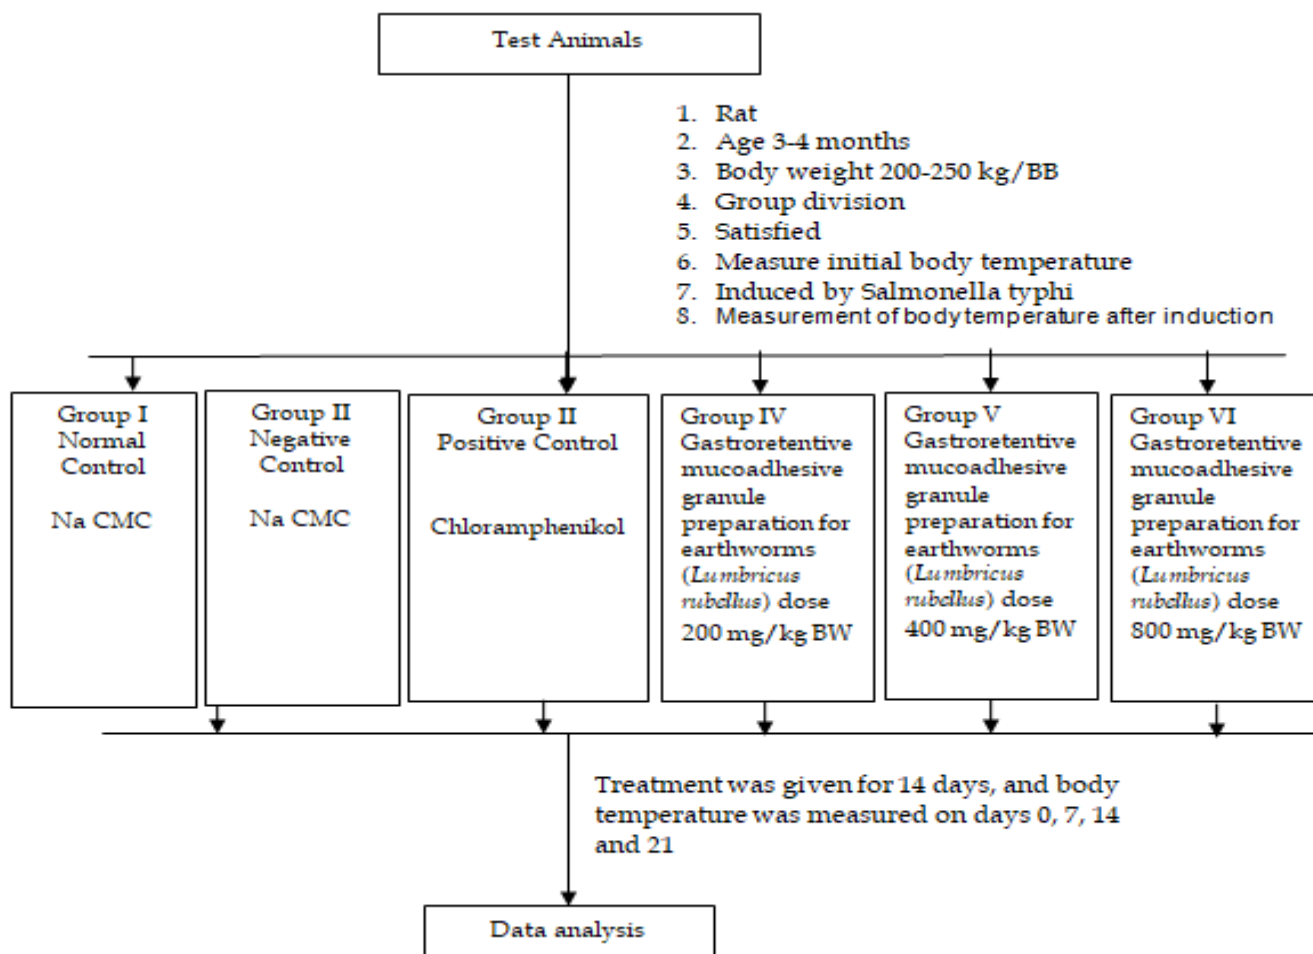 Test Animals
1. Rat
2. Age 3-4 months
3. Body weight 200-250 kg/BB
4. Group division
5. Satisfied
6. Measure initial body temperature
7. Induced by Salmonella typhi
8. Measurement of body temperature after induction
Group I
Normal
Control
Na CMC
Group II
Negative
Control
Na CMC
Group II
Positive Control
Chloramphenikol
Group IV
Gastroretentive
mucoadhesive
granule
preparation for
earthworms
(Lumbricus
rubellus) dose
200 mg/kg BW
Group V
Gastroretentive
mucoadhesive
granule
preparation for
earthworms
(Lumbricus
rubellus) dose
400 mg/kg BW
Group VI
Gastroretentive
mucoadhesive
granule
preparation for
earthworms
(Lumbricus
rubellus) dose
800 mg/kg BW
Treatment was given for 14 days, and body
temperature was measured on days 0, 7, 14
and 21
Data analysis